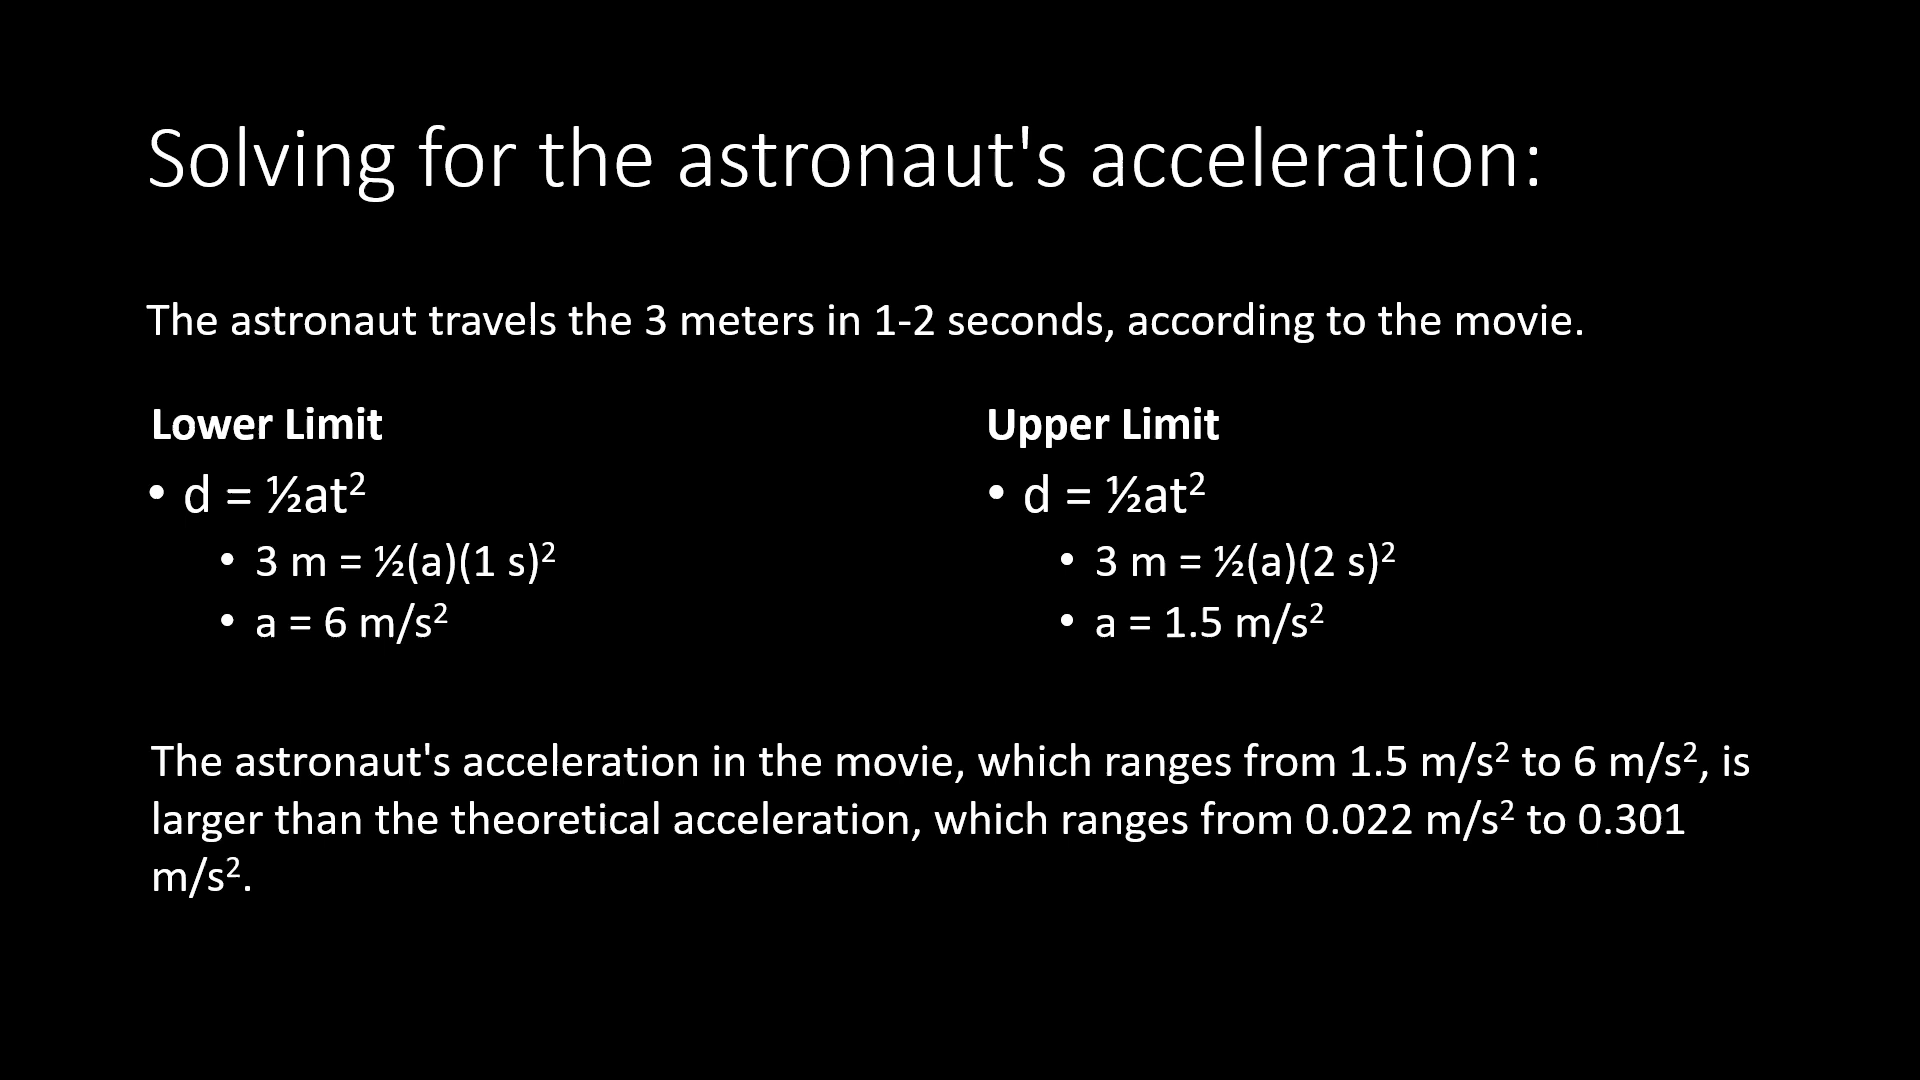 Solving for the astronaut's acceleration:
The astronaut travels the 3 meters in 1-2 seconds, according to the movie.
Lower Limit
• d = ½at²
• 3 m = ½(a)(1 s)²
• a = 6 m/s²
Upper Limit
• d = ½at²
• 3 m = ½(a)(2 s)²
• a = 1.5 m/s²
The astronaut's acceleration in the movie, which ranges from 1.5 m/s² to 6 m/s², is
larger than the theoretical acceleration, which ranges from 0.022 m/s² to 0.301
m/s².